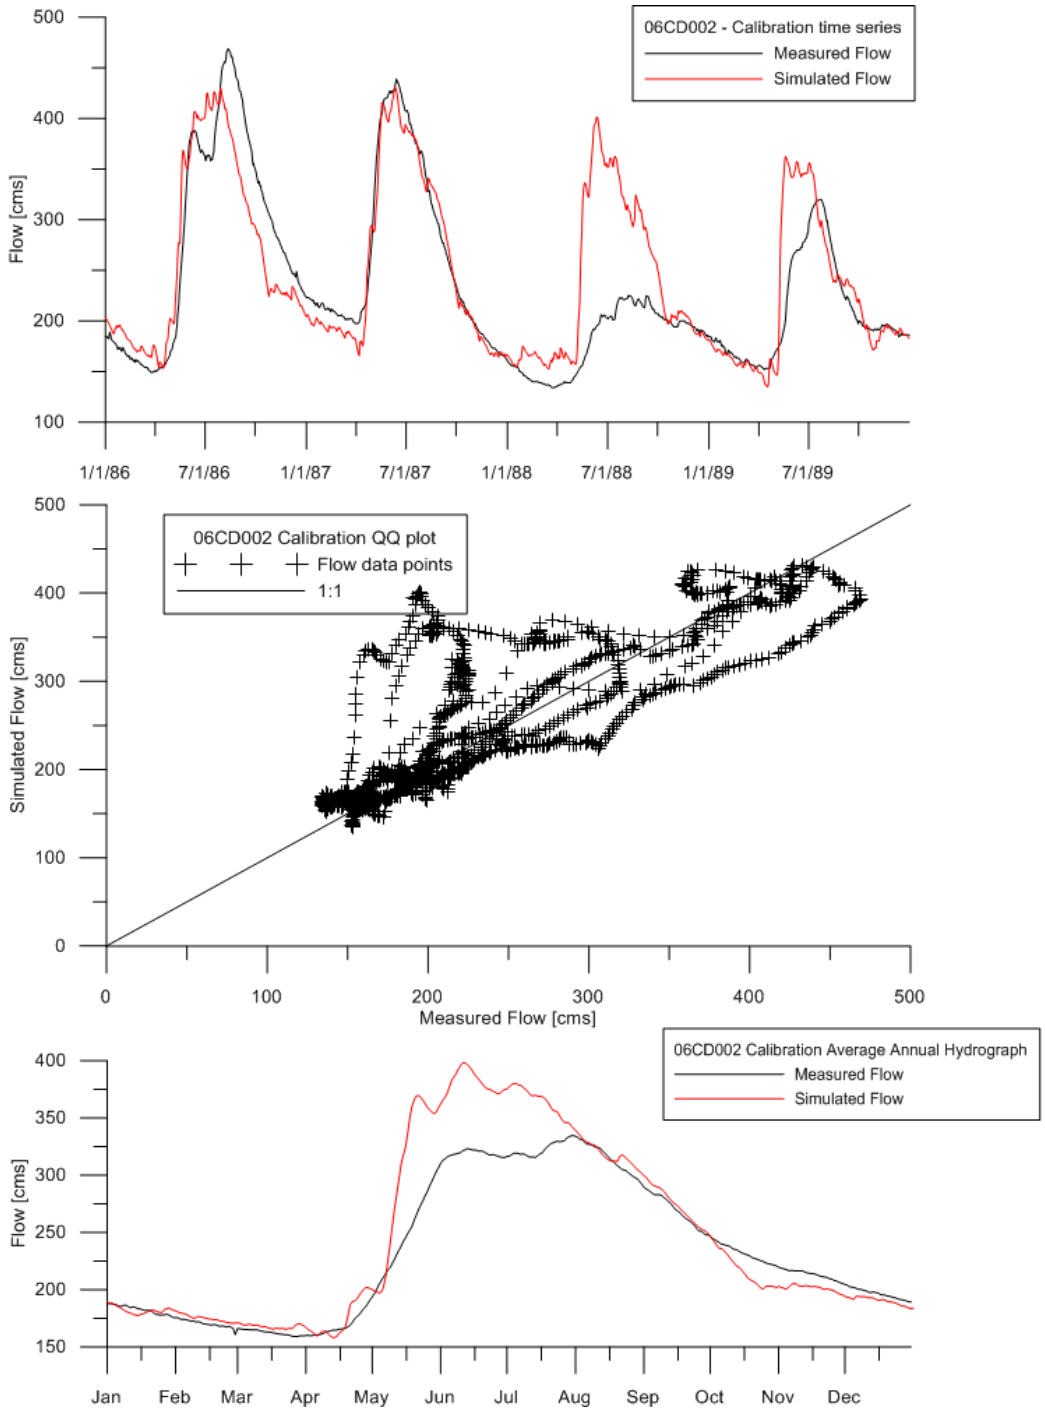 500
400
300
200
100
Flow [cms]
06CD002 - Calibration time series
Measured Flow
Simulated Flow
1/1/86 7/1/86 1/1/87 7/1/87 1/1/88 7/1/88 1/1/89 7/1/89
500
400
300
200
100
0
Simulated Flow [cms]
06CD002 Calibration QQ plot
Flow data points
1:1
0 100 200 300 400 500
Measured Flow [cms]
400
350
300
250
200
150
Flow [cms]
06CD002 Calibration Average Annual Hydrograph
Measured Flow
Simulated Flow
Jan Feb Mar Apr May Jun Jul Aug Sep Oct Nov Dec